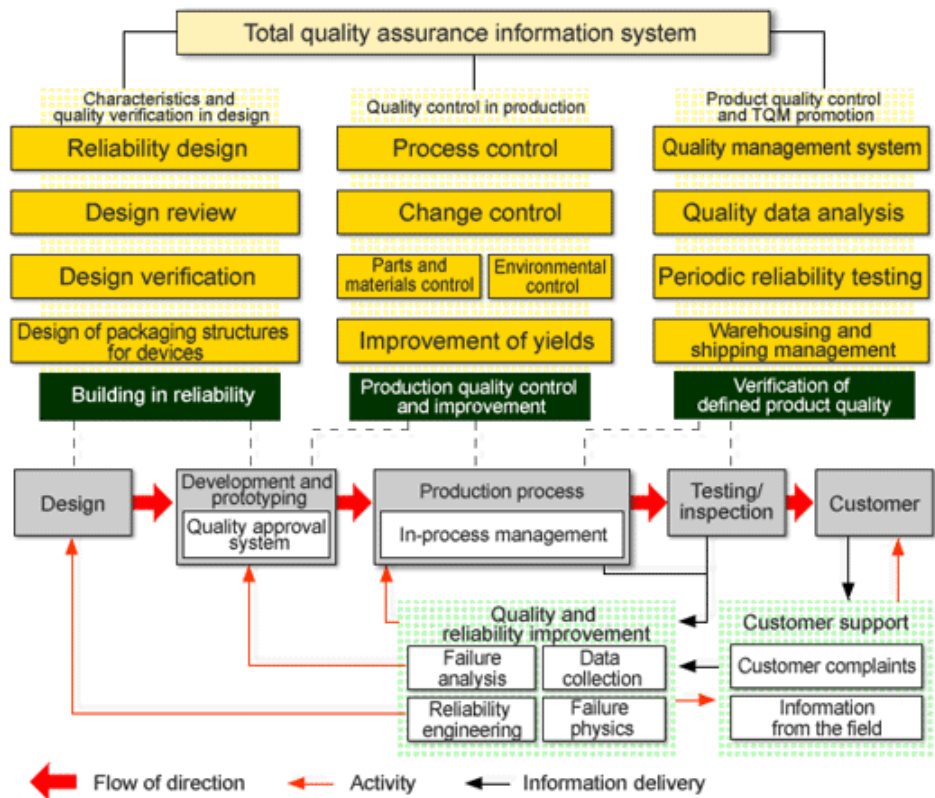 Total quality assurance information system
Characteristics and
quality verification in design
Reliability design
Design review
Design verification
Design of packaging structures
for devices
Building in reliability
Quality control in production
Process control
Change control
Parts and
materials control
Environmental
control
Improvement of yields
Production quality control
and improvement
Product quality control
and TQM promotion
Quality management system
Quality data analysis
Periodic reliability testing
Warehousing and
shipping management
Verification of
defined product quality
Design
Development and
prototyping
Quality approval
system
Production process
In-process management
Testing/
inspection
Customer
Quality and
reliability improvement
Failure
analysis
Data
collection
Reliability
engineering
Failure
physics
Customer support
Customer complaints
Information
from the field
Flow of direction
Activity
Information delivery